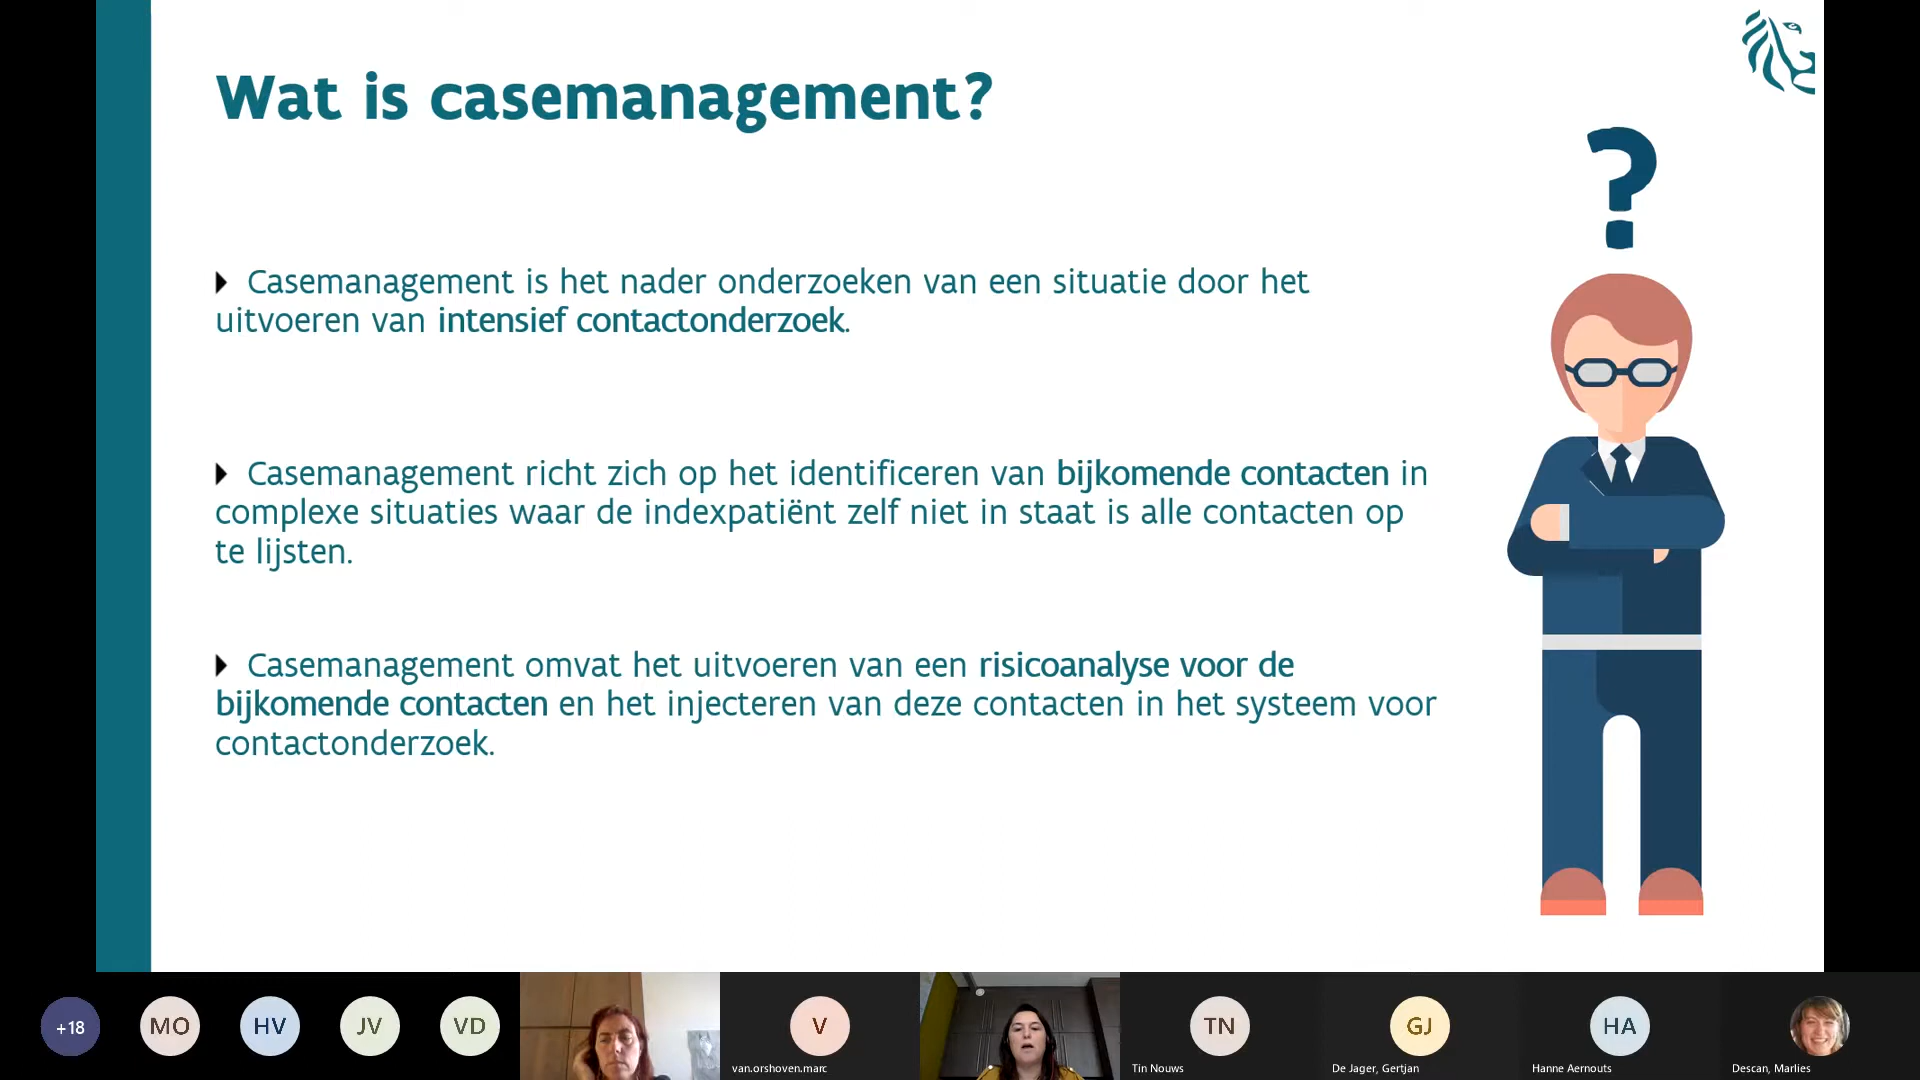 Wat is casemanagement?
?
Casemanagement is het nader onderzoeken van een situatie door het
uitvoeren van intensief contactonderzoek.
Casemanagement richt zich op het identificeren van bijkomende contacten in
complexe situaties waar de indexpatiënt zelf niet in staat is alle contacten op
te lijsten.
Casemanagement omvat het uitvoeren van een risicoanalyse voor de
bijkomende contacten en het injecteren van deze contacten in het systeem voor
contactonderzoek.
+18
MO
HV
JV
VD
V
van.orshoven.marc
TN
Tin Nouws
GJ
De Jager, Gertjan
HA
Hanne Aernouts
Descan, Marlies